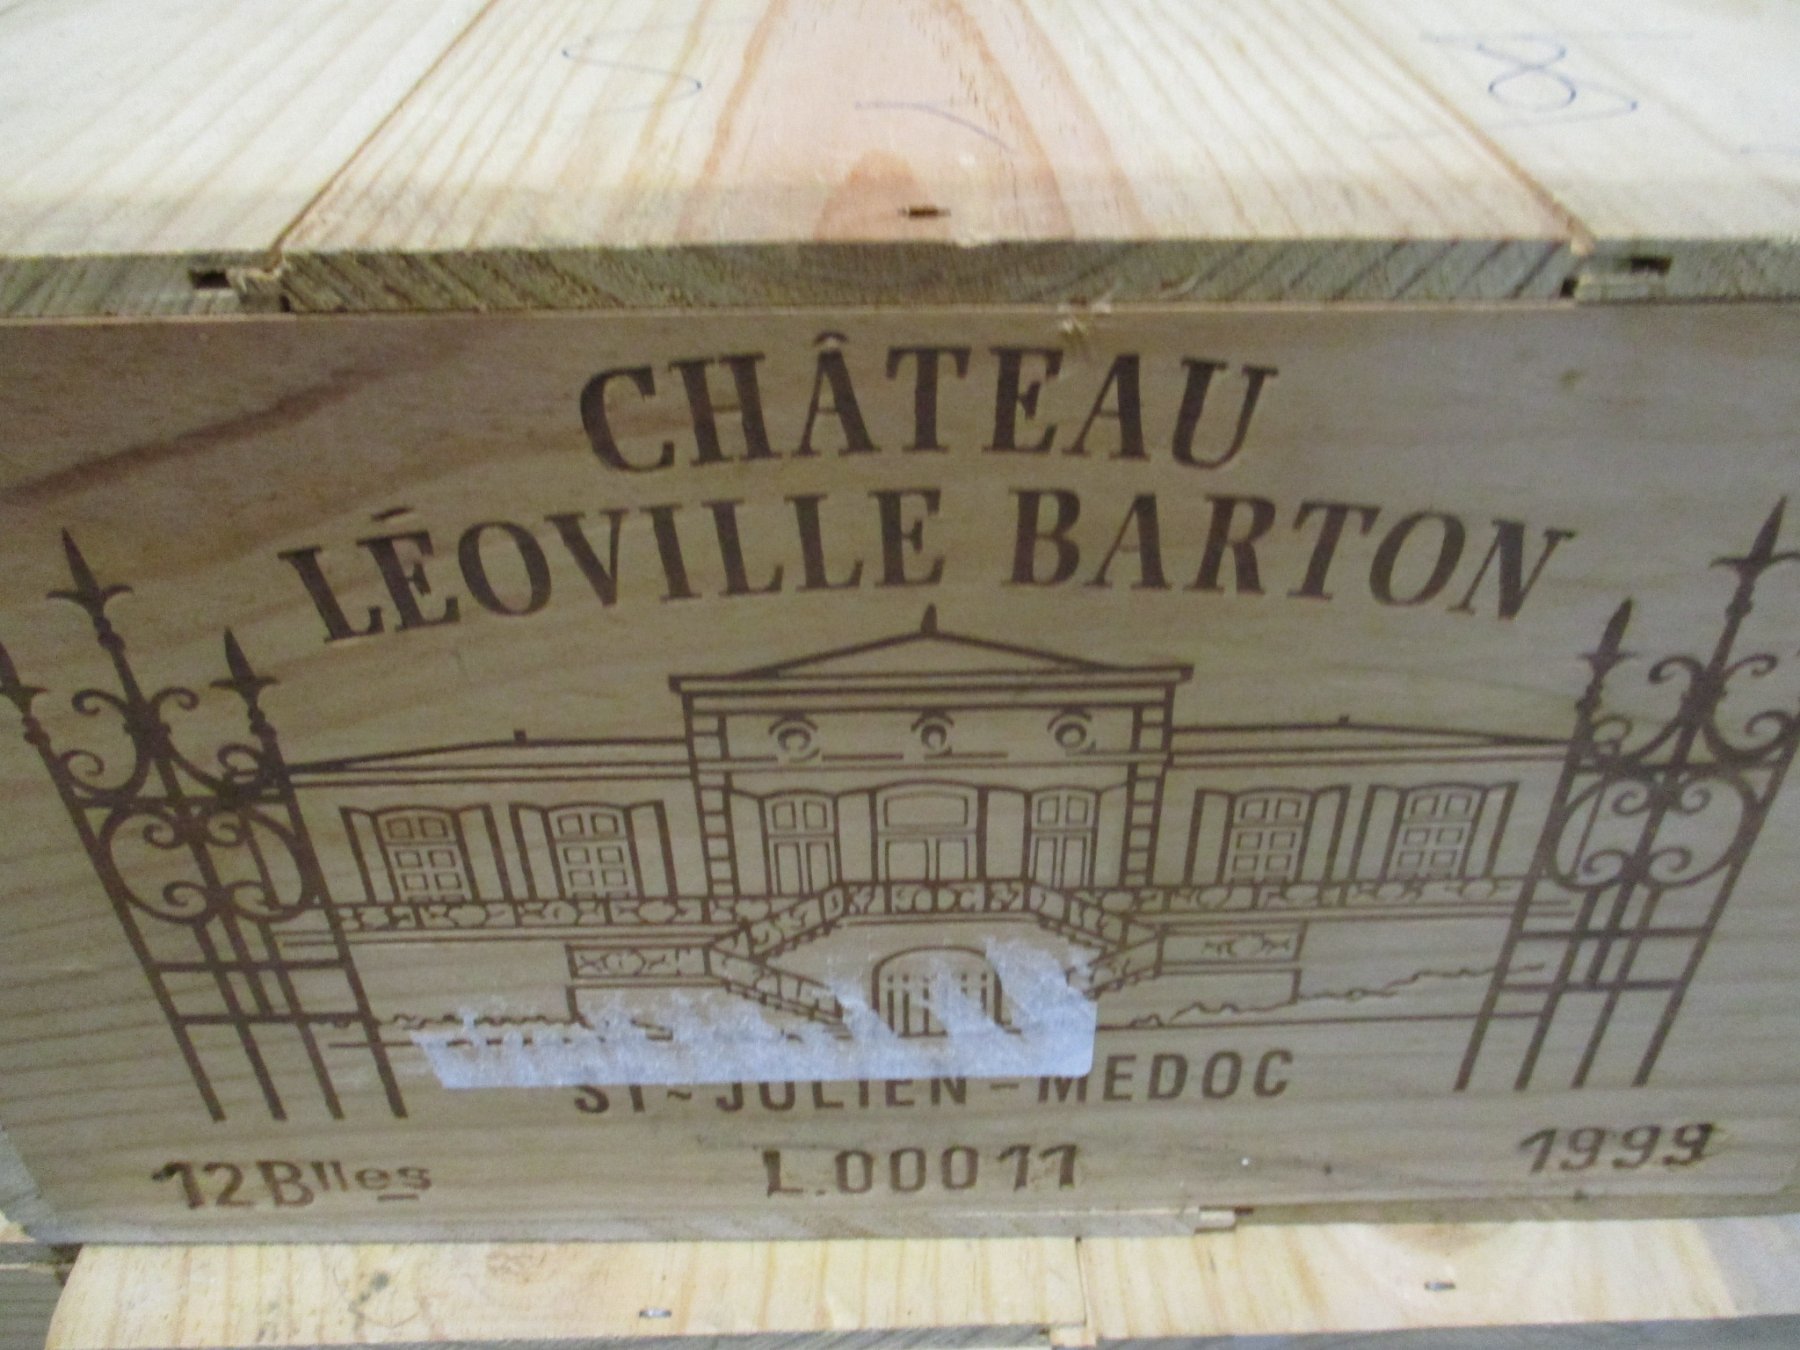 CHÂTEAU
LÉOVILLE BARTON
ST-JULIEN-MEDOC
12 Blles
L.00011
1999